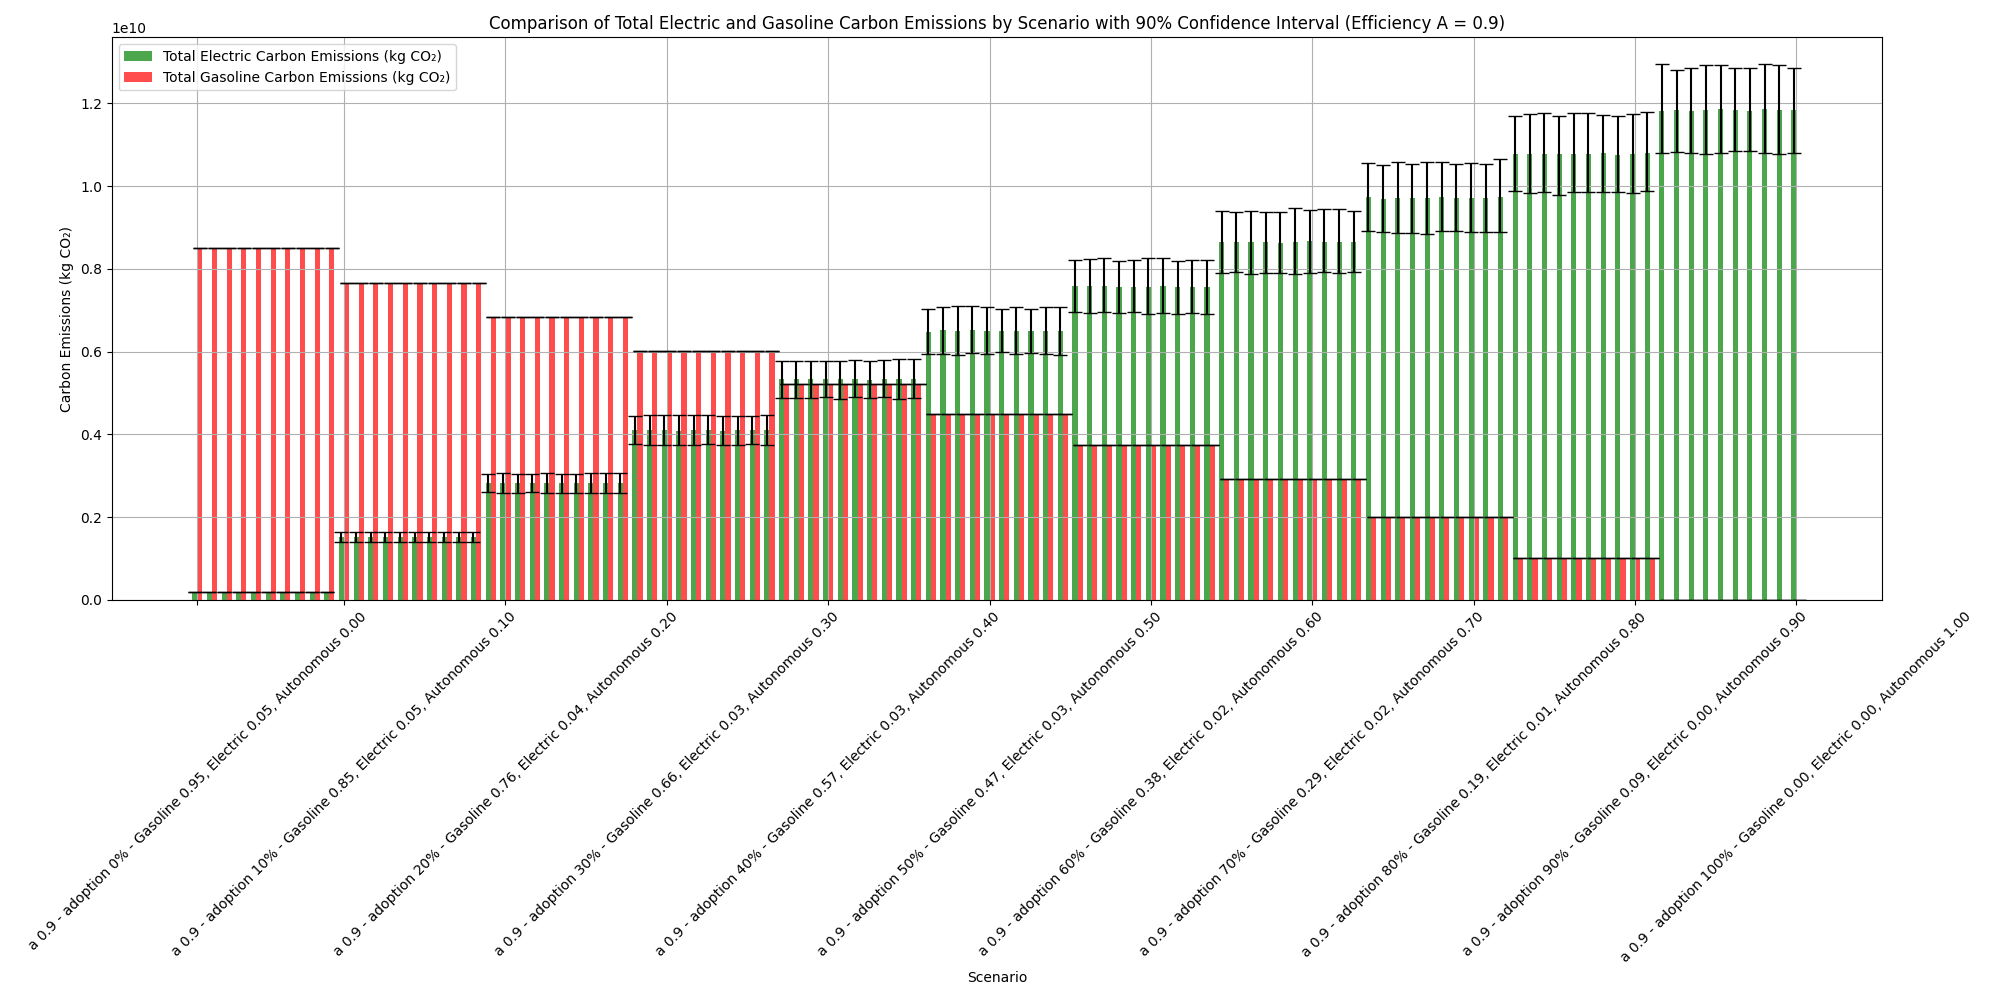 Comparison of Total Electric and Gasoline Carbon Emissions by Scenario with 90% Confidence Interval (Efficiency A = 0.9)
1e10
Total Electric Carbon Emissions (kg CO₂)
Total Gasoline Carbon Emissions (kg CO₂)
Carbon Emissions (kg CO₂)
1.2
1.0
0.8
0.6
0.4
0.2
0.0
a 0.9 - adoption 0% - Gasoline 0.95, Electric 0.05, Autonomous 0.00
a 0.9 - adoption 10% - Gasoline 0.85, Electric 0.05, Autonomous 0.10
a 0.9 - adoption 20% - Gasoline 0.76, Electric 0.04, Autonomous 0.20
a 0.9 - adoption 30% - Gasoline 0.66, Electric 0.03, Autonomous 0.30
a 0.9 - adoption 40% - Gasoline 0.57, Electric 0.03, Autonomous 0.40
a 0.9 - adoption 50% - Gasoline 0.47, Electric 0.03, Autonomous 0.50
a 0.9 - adoption 60% - Gasoline 0.38, Electric 0.02, Autonomous 0.60
a 0.9 - adoption 70% - Gasoline 0.29, Electric 0.02, Autonomous 0.70
a 0.9 - adoption 80% - Gasoline 0.19, Electric 0.01, Autonomous 0.80
a 0.9 - adoption 90% - Gasoline 0.09, Electric 0.00, Autonomous 0.90
a 0.9 - adoption 100% - Gasoline 0.00, Electric 0.00, Autonomous 1.00
Scenario